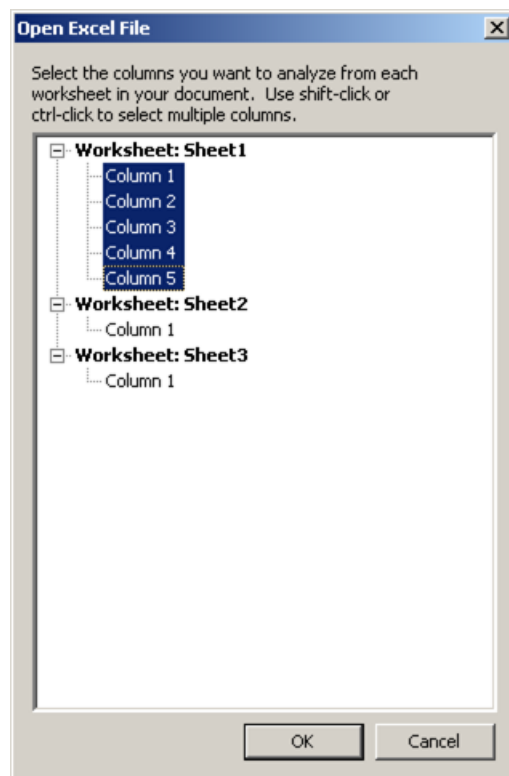 Open Excel File
Select the columns you want to analyze from each
worksheet in your document.  Use shift-click or
ctrl-click to select multiple columns.
Worksheet: Sheet1
Column 1
Column 2
Column 3
Column 4
Column 5
Worksheet: Sheet2
Column 1
Worksheet: Sheet3
Column 1
OK Cancel